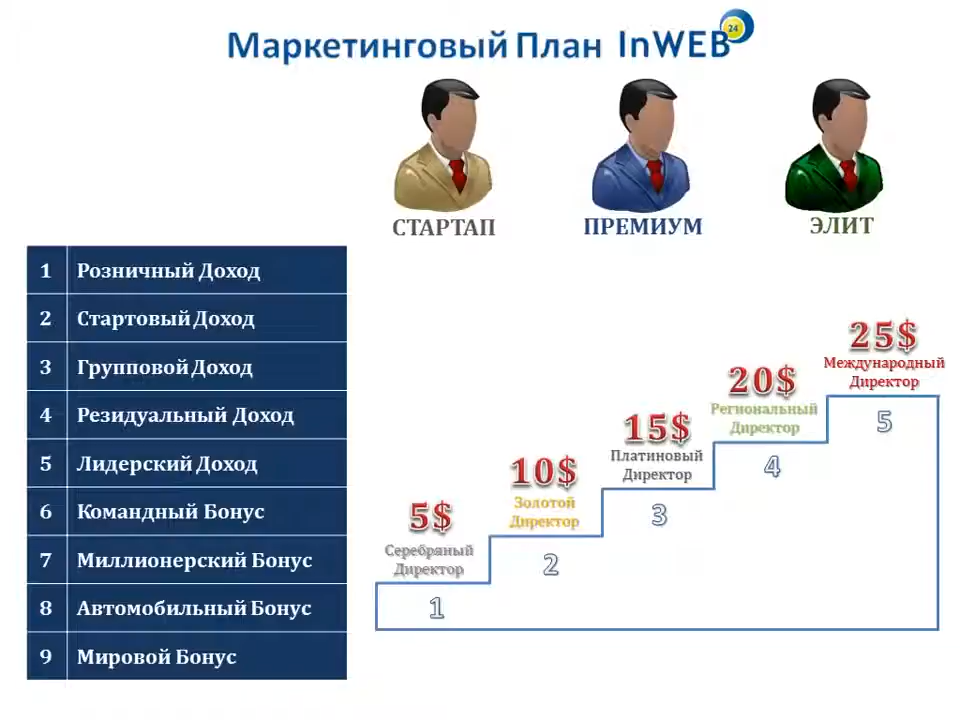 Маркетинговый План InWEB 24
СТАРТАП
ПРЕМИУМ
ЭЛИТ
1 Розничный Доход
2 Стартовый Доход
3 Групповой Доход
4 Резидуальный Доход
5 Лидерский Доход
6 Командный Бонус
7 Миллионерский Бонус
8 Автомобильный Бонус
9 Мировой Бонус
5$
Серебряный
Директор
1
10$
Золотой
Директор
2
15$
Платиновый
Директор
3
20$
Региональный
Директор
4
25$
Международный
Директор
5